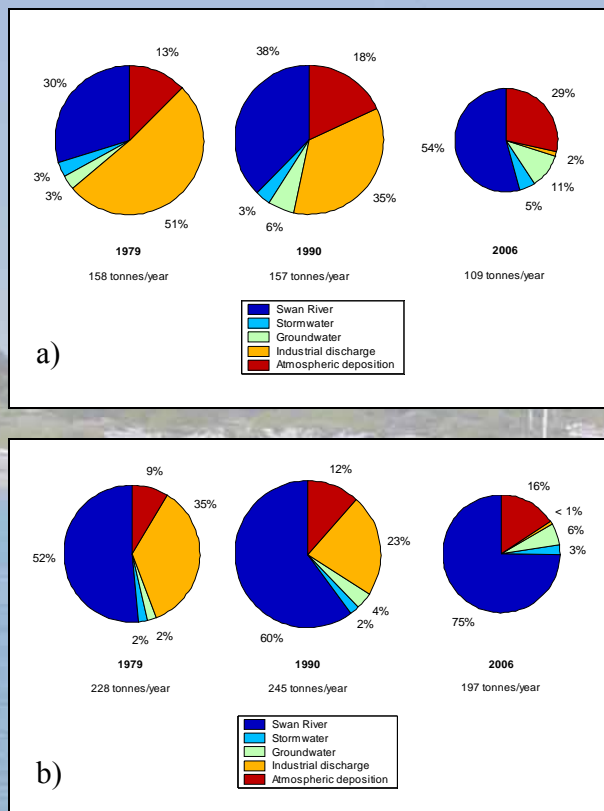 13%
30%
3%
3%
51%
1979
158 tonnes/year
38%
18%
3%
6%
35%
1990
157 tonnes/year
29%
54%
2%
11%
5%
2006
109 tonnes/year
Swan River
Stormwater
Groundwater
Industrial discharge
Atmospheric deposition
a)
9%
35%
52%
2%
2%
1979
228 tonnes/year
12%
23%
4%
2%
60%
1990
245 tonnes/year
16%
< 1%
6%
3%
75%
2006
197 tonnes/year
Swan River
Stormwater
Groundwater
Industrial discharge
Atmospheric deposition
b)